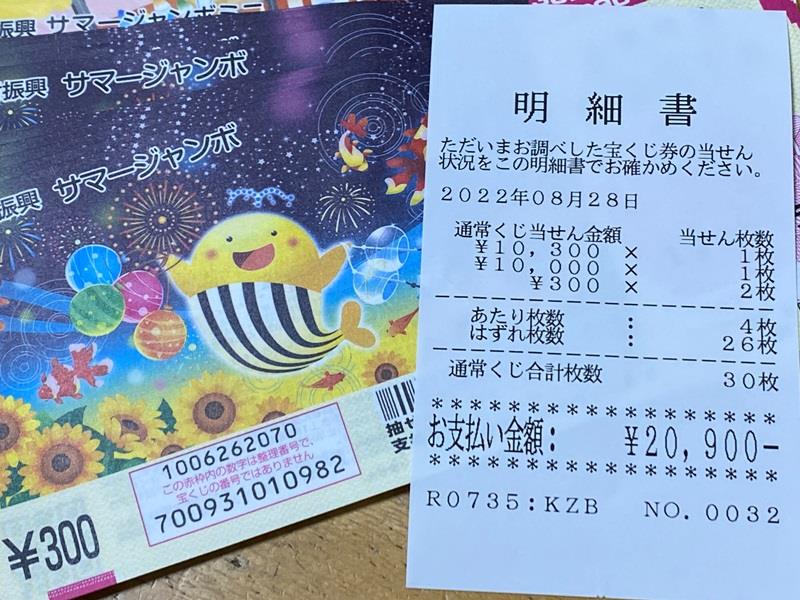 振興 サマージャンボミニ
振興 サマージャンボ
振興 サマージャンボ
1006262070
この赤枠内の数字は整理番号で、
宝くじの番号ではありません
700931010982
¥300
抽せ
支
明細書
ただいまお調べした宝くじ券の当せん
状況をこの明細書でお確かめください。
2022年08月28日
通常くじ当せん金額 当せん枚数
¥10,300 × 1枚
¥10,000 × 1枚
¥300 × 2枚
あたり枚数 : 4枚
はずれ枚数 : 26枚
通常くじ合計枚数 30枚
****************
お支払い金額: ¥20,900-
****************
R0735:KZB NO.0032